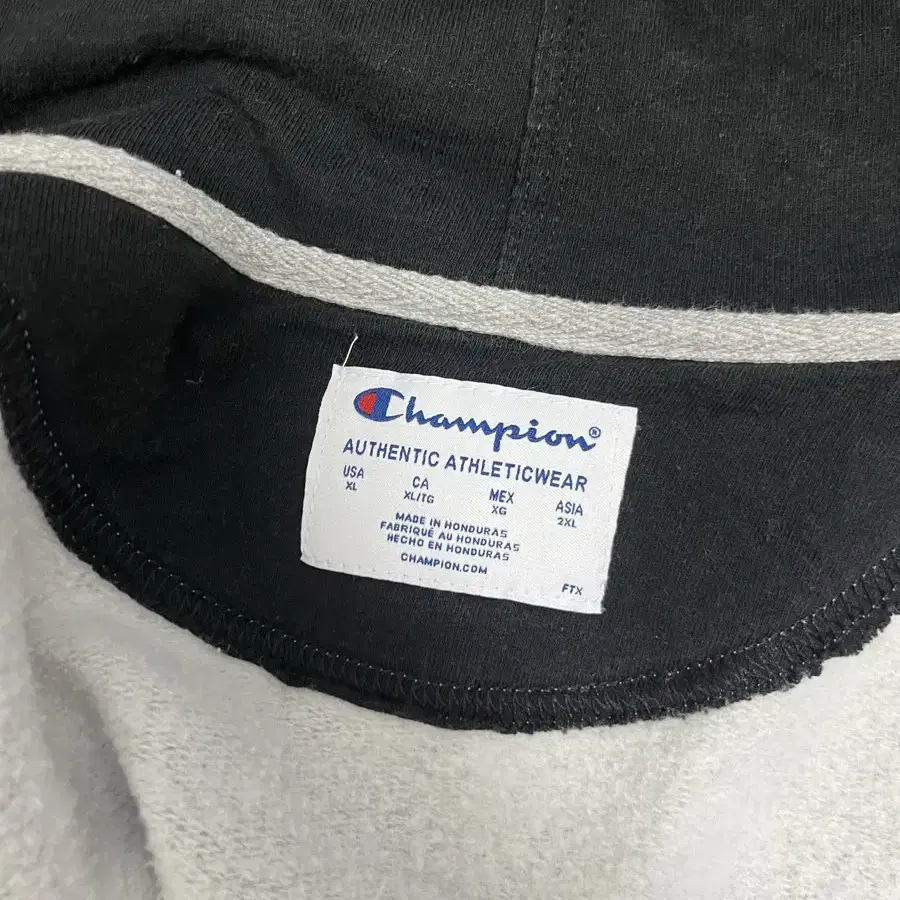 Champion®
AUTHENTIC ATHLETICWEAR
USA CA MEX ASIA
XL XL/TG XG 2XL
MADE IN HONDURAS
FABRIQUÉ AU HONDURAS
HECHO EN HONDURAS
CHAMPION.COM
FTX